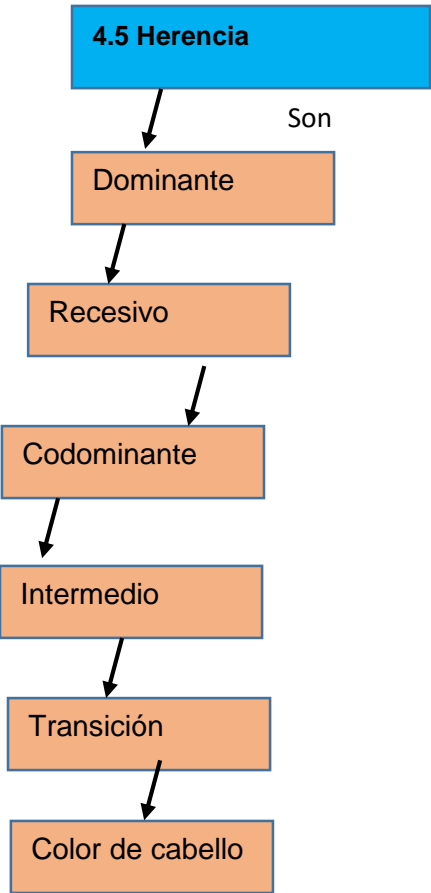 4.5 Herencia
Son
Dominante
Recesivo
Codominante
Intermedio
Transición
Color de cabello